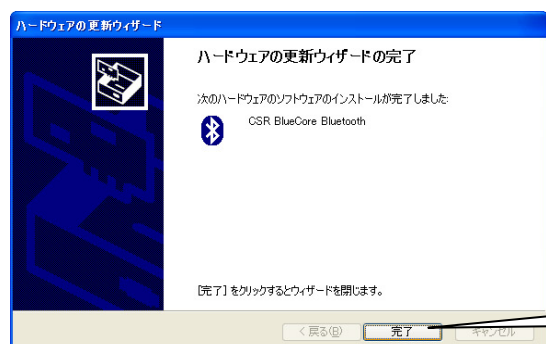 ハードウェアの更新ウィザード
ハードウェアの更新ウィザードの完了
次のハードウェアのソフトウェアのインストールが完了しました:
CSR BlueCore Bluetooth
[完了] をクリックするとウィザードを閉じます。
< 戻る(B) 完了 キャンセル